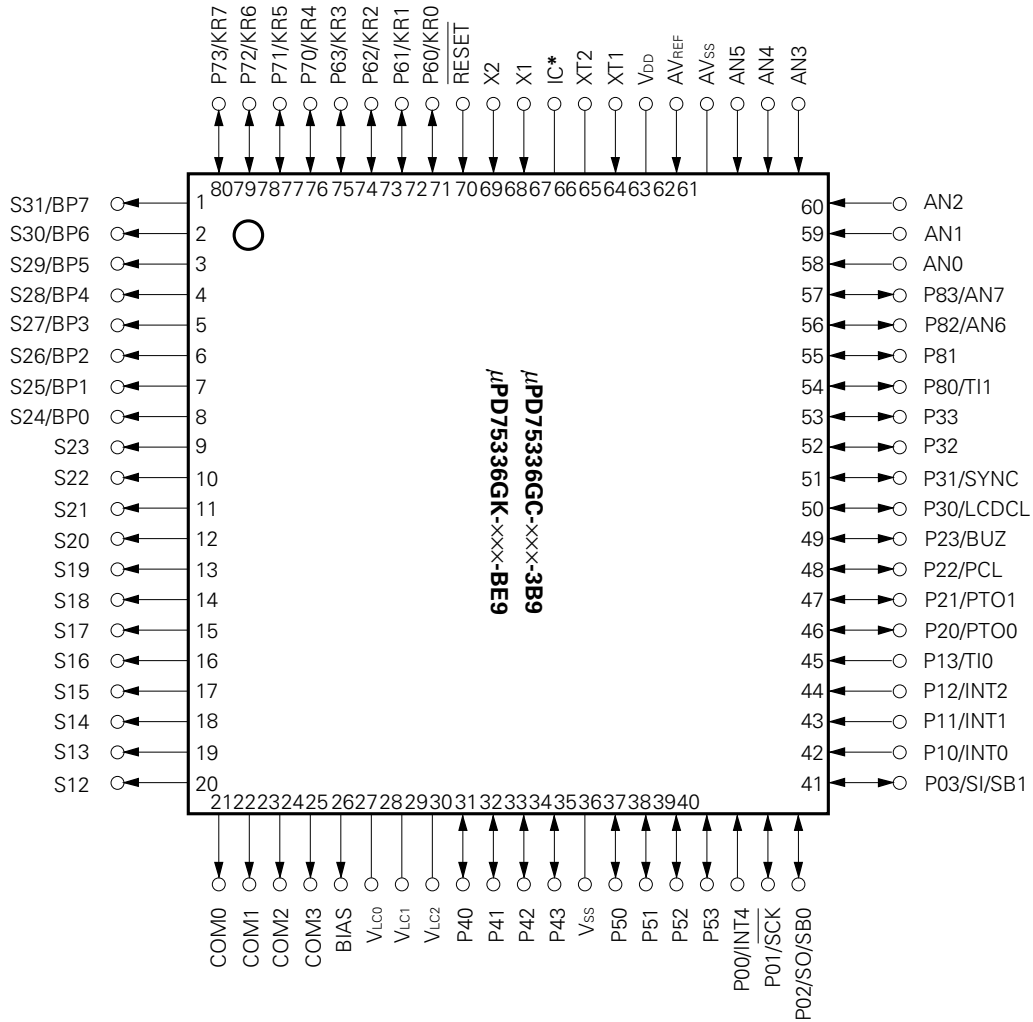 P73/KR7
P72/KR6
P71/KR5
P70/KR4
P63/KR3
P62/KR2
P61/KR1
P60/KR0
RESET
X2
X1
IC*
XT2
XT1
VDD
AVREF
AVSS
AN5
AN4
AN3
80 79 78 77 76 75 74 73 72 71 70 69 68 67 66 65 64 63 62 61
S31/BP7 1
S30/BP6 2
S29/BP5 3
S28/BP4 4
S27/BP3 5
S26/BP2 6
S25/BP1 7
S24/BP0 8
S23 9
S22 10
S21 11
S20 12
S19 13
S18 14
S17 15
S16 16
S15 17
S14 18
S13 19
S12 20
µPD75336GC-×××-3B9
µPD75336GK-×××-BE9
60 AN2
59 AN1
58 AN0
57 P83/AN7
56 P82/AN6
55 P81
54 P80/TI1
53 P33
52 P32
51 P31/SYNC
50 P30/LCDCL
49 P23/BUZ
48 P22/PCL
47 P21/PTO1
46 P20/PTO0
45 P13/TI0
44 P12/INT2
43 P11/INT1
42 P10/INT0
41 P03/SI/SB1
21 22 23 24 25 26 27 28 29 30 31 32 33 34 35 36 37 38 39 40
COM0
COM1
COM2
COM3
BIAS
VLC0
VLC1
VLC2
P40
P41
P42
P43
VSS
P50
P51
P52
P53
P00/INT4
P01/SCK
P02/SO/SB0